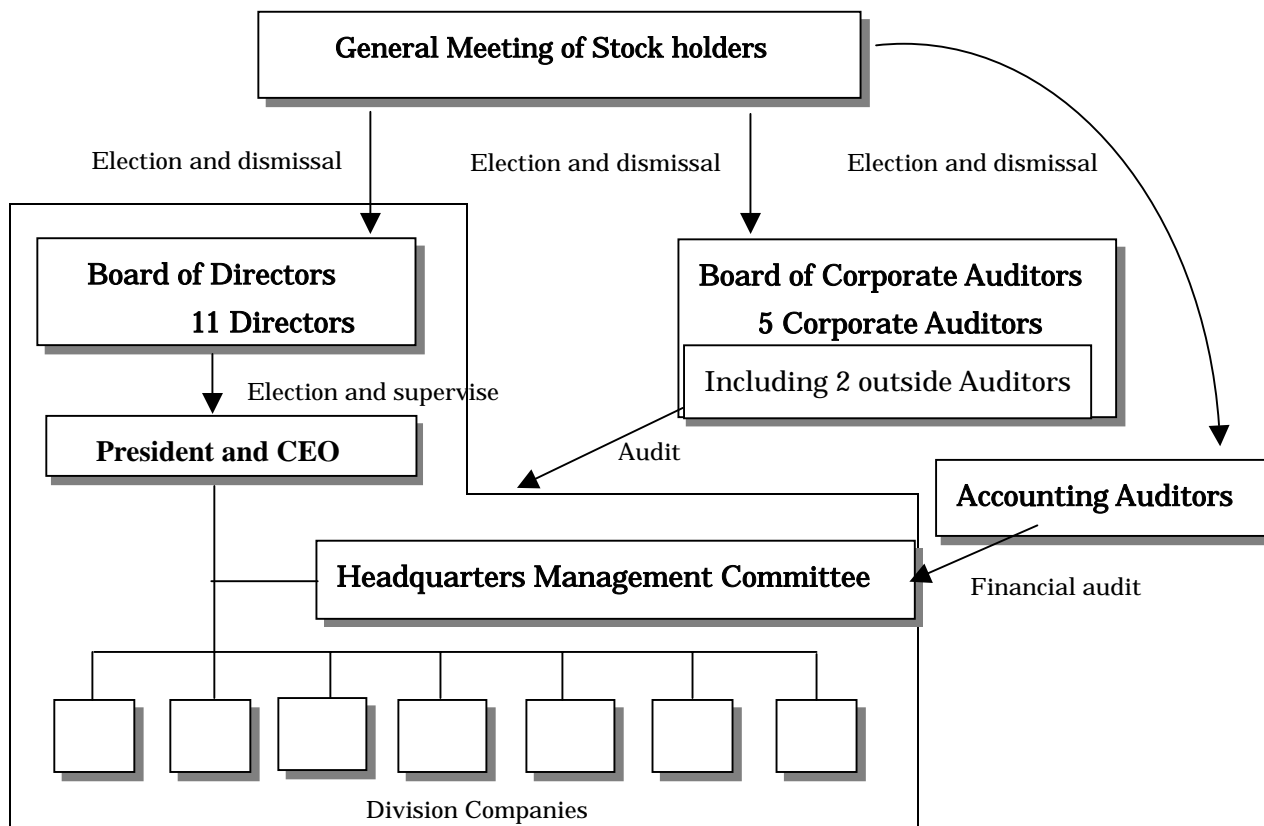 General Meeting of Stock holders
Election and dismissal
Election and dismissal
Election and dismissal
Board of Directors
11 Directors
Board of Corporate Auditors
5 Corporate Auditors
Including 2 outside Auditors
Election and supervise
President and CEO
Audit
Accounting Auditors
Headquarters Management Committee
Financial audit
Division Companies